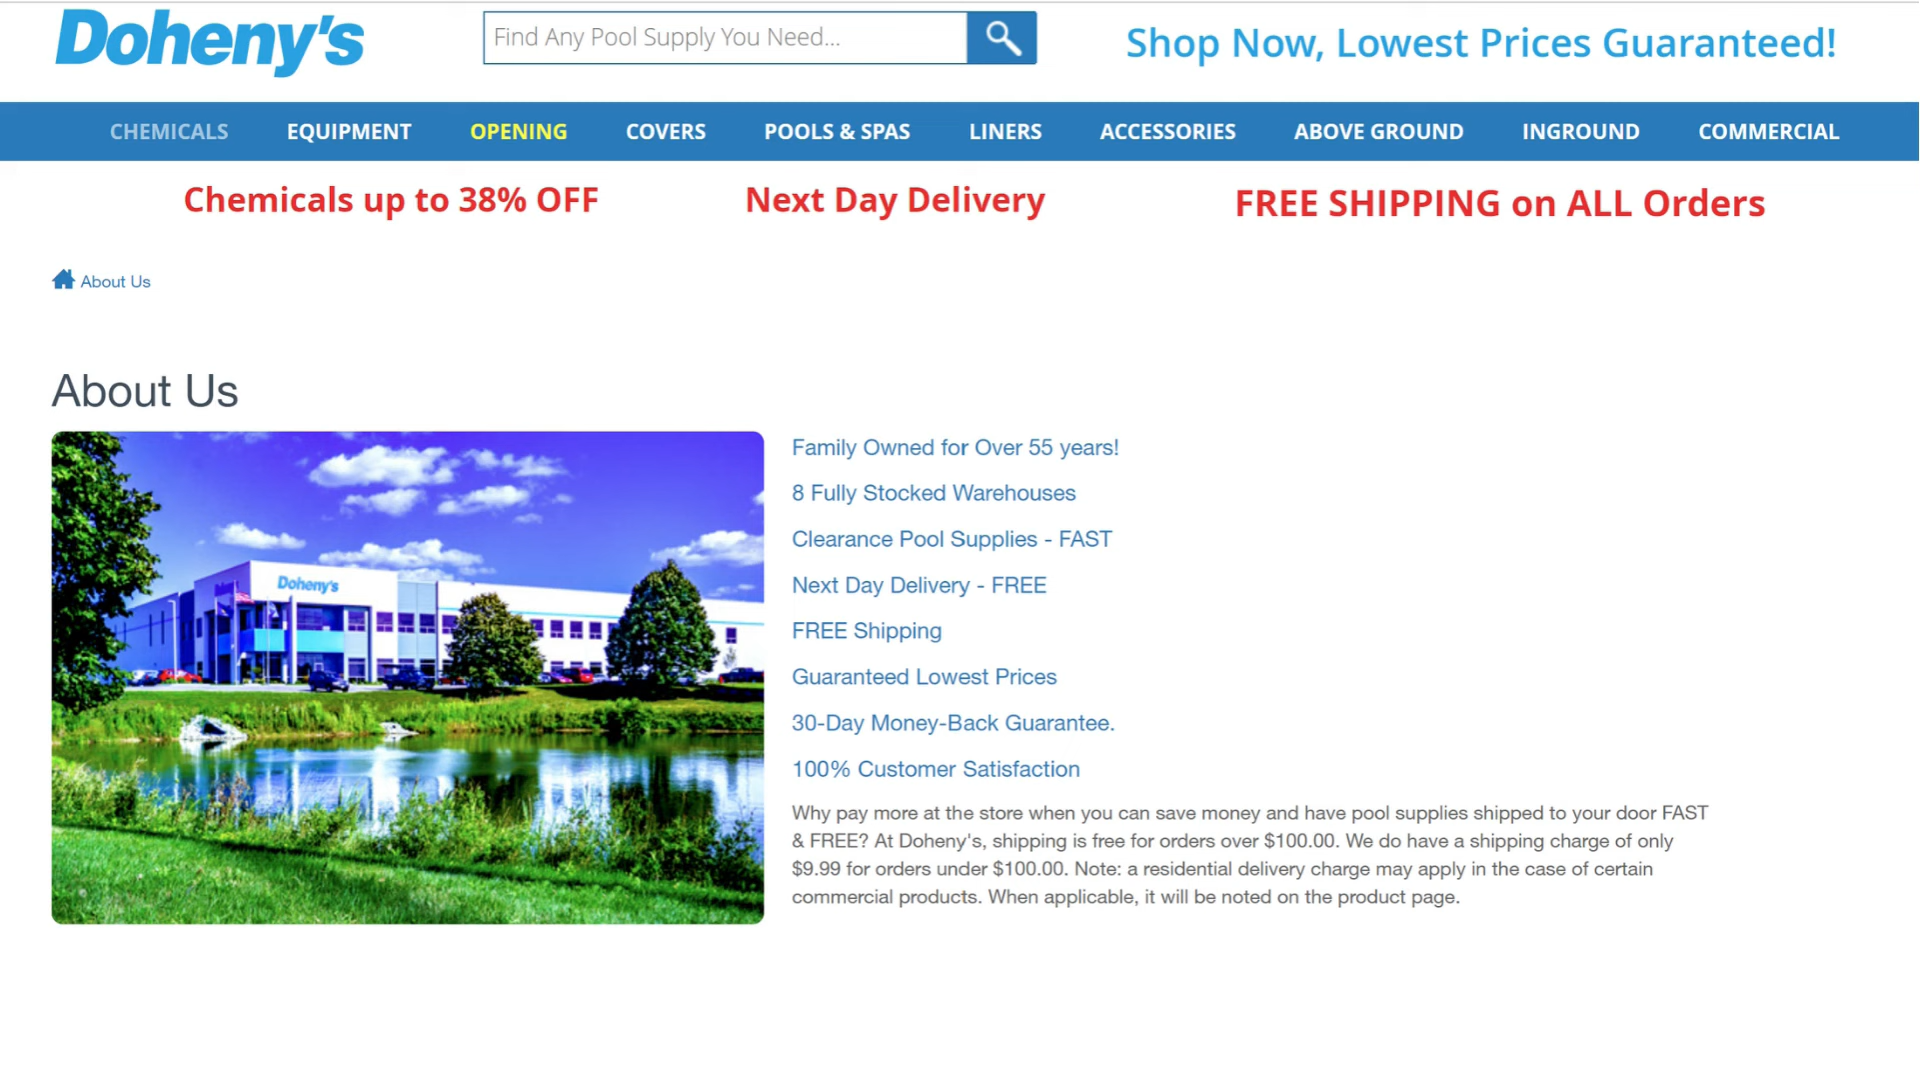 Doheny's
Find Any Pool Supply You Need...
Shop Now, Lowest Prices Guaranteed!
CHEMICALS EQUIPMENT OPENING COVERS POOLS & SPAS LINERS ACCESSORIES ABOVE GROUND INGROUND COMMERCIAL
Chemicals up to 38% OFF
Next Day Delivery
FREE SHIPPING on ALL Orders
About Us
About Us
Doheny's
Family Owned for Over 55 years!
8 Fully Stocked Warehouses
Clearance Pool Supplies - FAST
Next Day Delivery - FREE
FREE Shipping
Guaranteed Lowest Prices
30-Day Money-Back Guarantee.
100% Customer Satisfaction
Why pay more at the store when you can save money and have pool supplies shipped to your door FAST
& FREE? At Doheny's, shipping is free for orders over $100.00. We do have a shipping charge of only
$9.99 for orders under $100.00. Note: a residential delivery charge may apply in the case of certain
commercial products. When applicable, it will be noted on the product page.